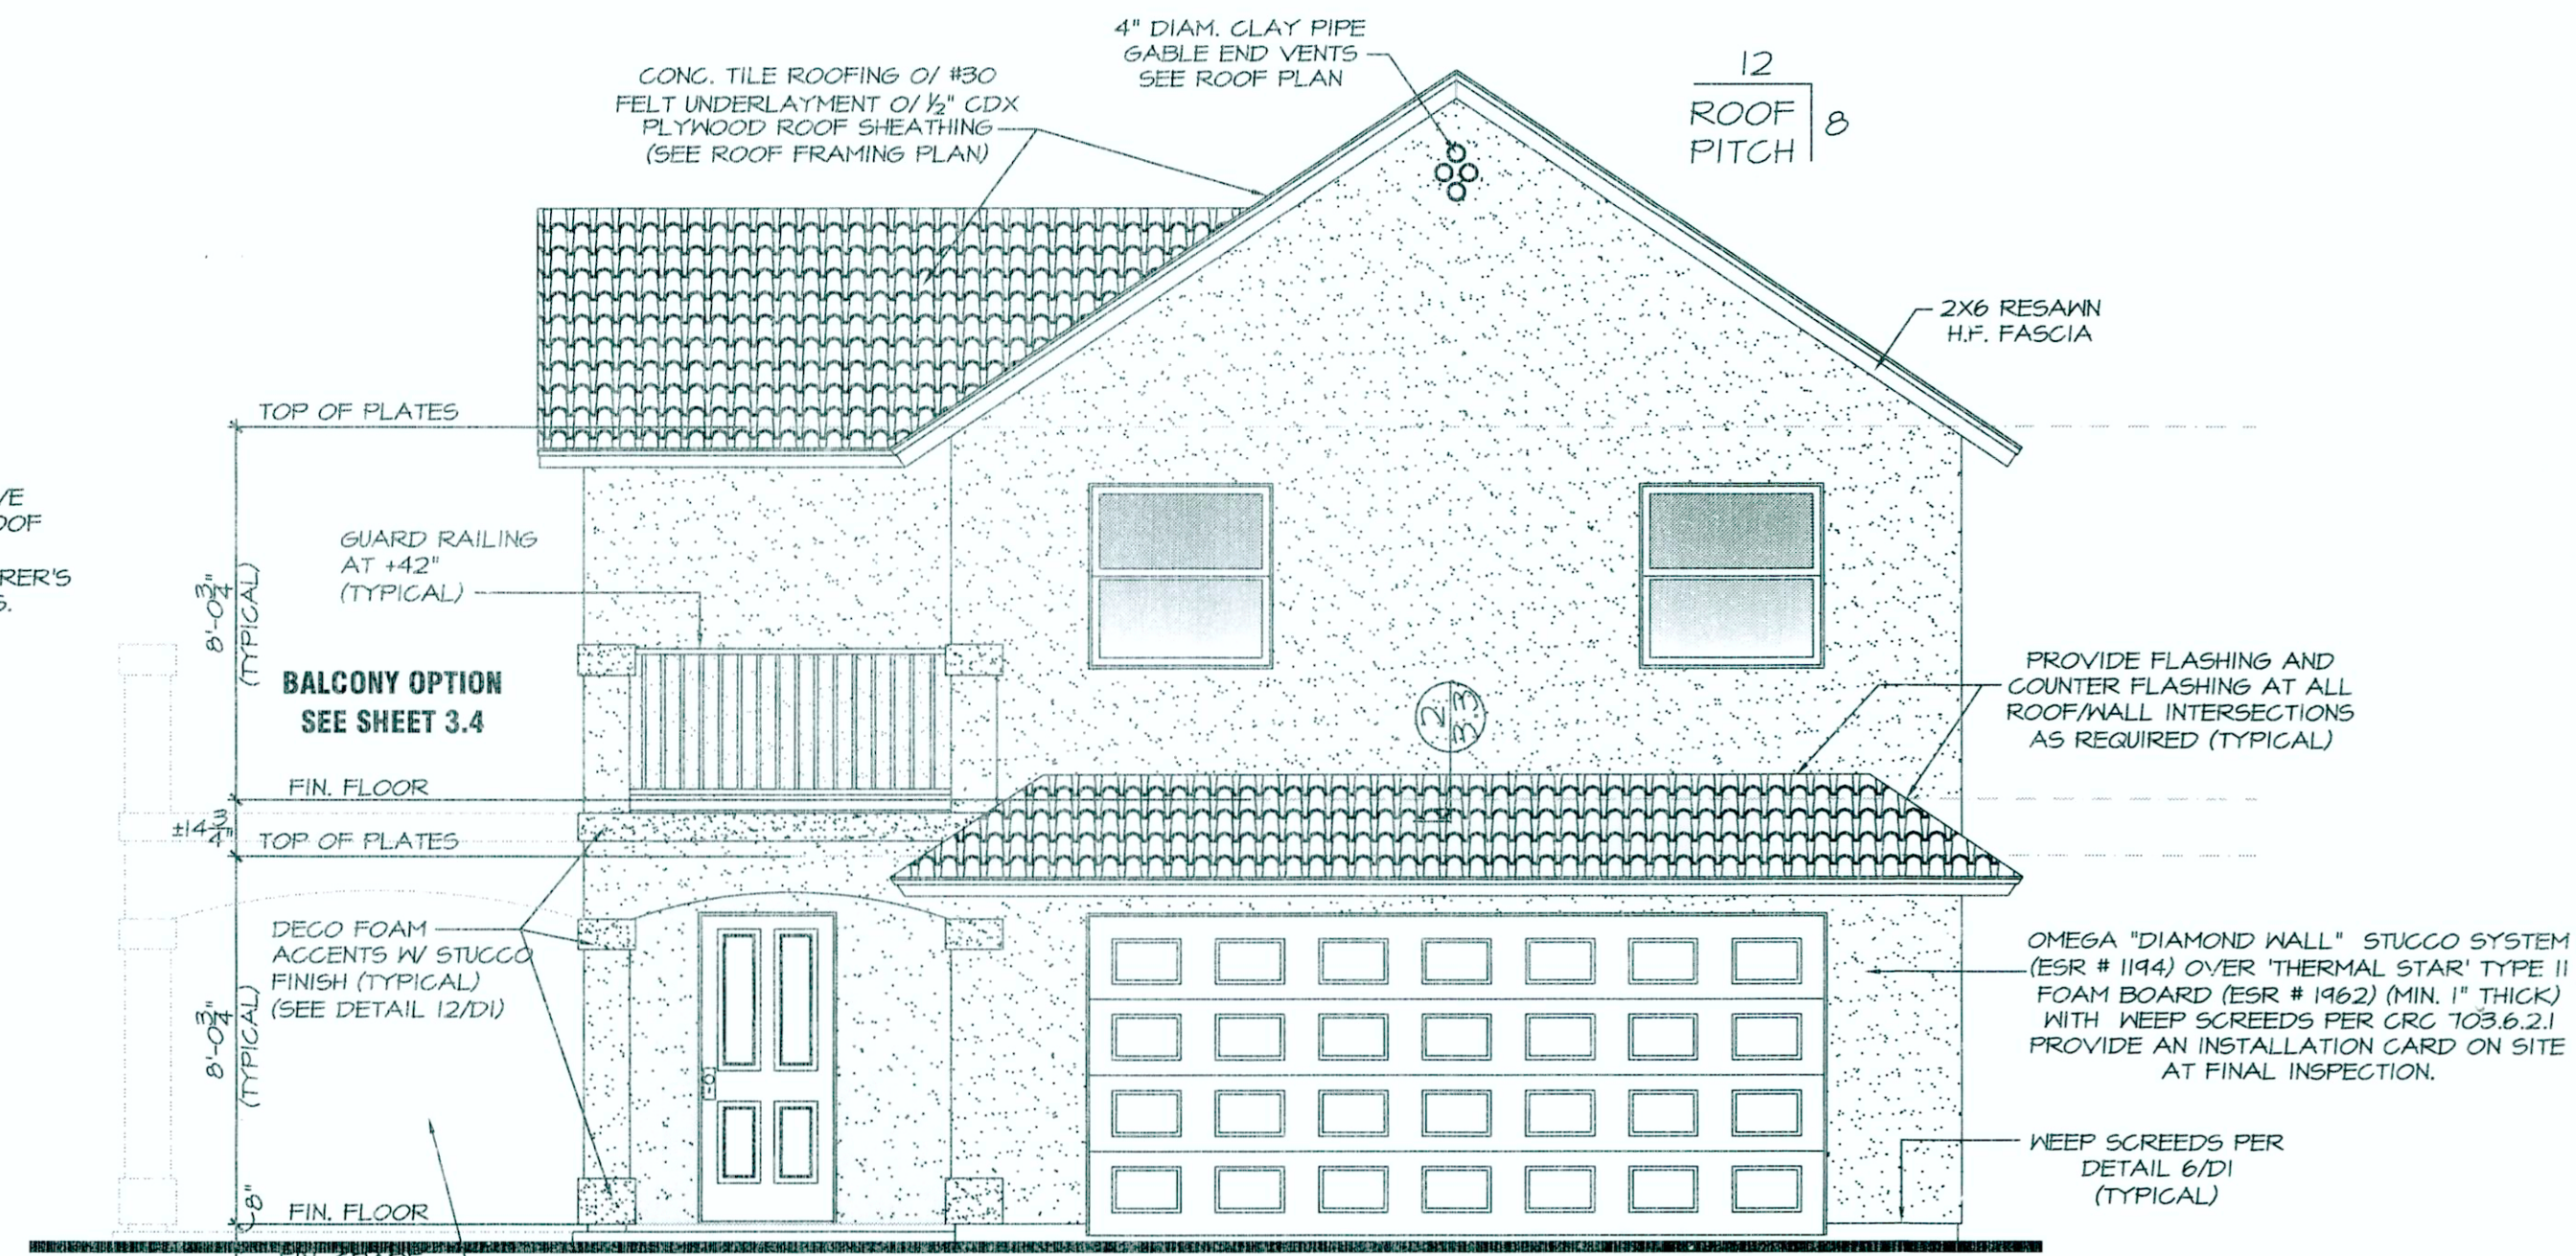 4" DIAM. CLAY PIPE
GABLE END VENTS
SEE ROOF PLAN
12
ROOF
PITCH
8
CONC. TILE ROOFING O/ #30
FELT UNDERLAYMENT O/ ½" CDX
PLYWOOD ROOF SHEATHING
(SEE ROOF FRAMING PLAN)
2X6 RESAWN
H.F. FASCIA
TOP OF PLATES
VE
OOF
RER'S
S.
GUARD RAILING
AT +42"
(TYPICAL)
8'-0¾"
(TYPICAL)
BALCONY OPTION
SEE SHEET 3.4
2
3.3
PROVIDE FLASHING AND
COUNTER FLASHING AT ALL
ROOF/WALL INTERSECTIONS
AS REQUIRED (TYPICAL)
FIN. FLOOR
±14¾"
TOP OF PLATES
DECO FOAM
ACCENTS W/ STUCCO
FINISH (TYPICAL)
(SEE DETAIL 12/D1)
8'-0¾"
(TYPICAL)
OMEGA "DIAMOND WALL" STUCCO SYSTEM
(ESR # 1194) OVER 'THERMAL STAR' TYPE II
FOAM BOARD (ESR # 1962) (MIN. 1" THICK)
WITH WEEP SCREEDS PER CRC 703.6.2.1
PROVIDE AN INSTALLATION CARD ON SITE
AT FINAL INSPECTION.
WEEP SCREEDS PER
DETAIL 6/D1
(TYPICAL)
8"
FIN. FLOOR